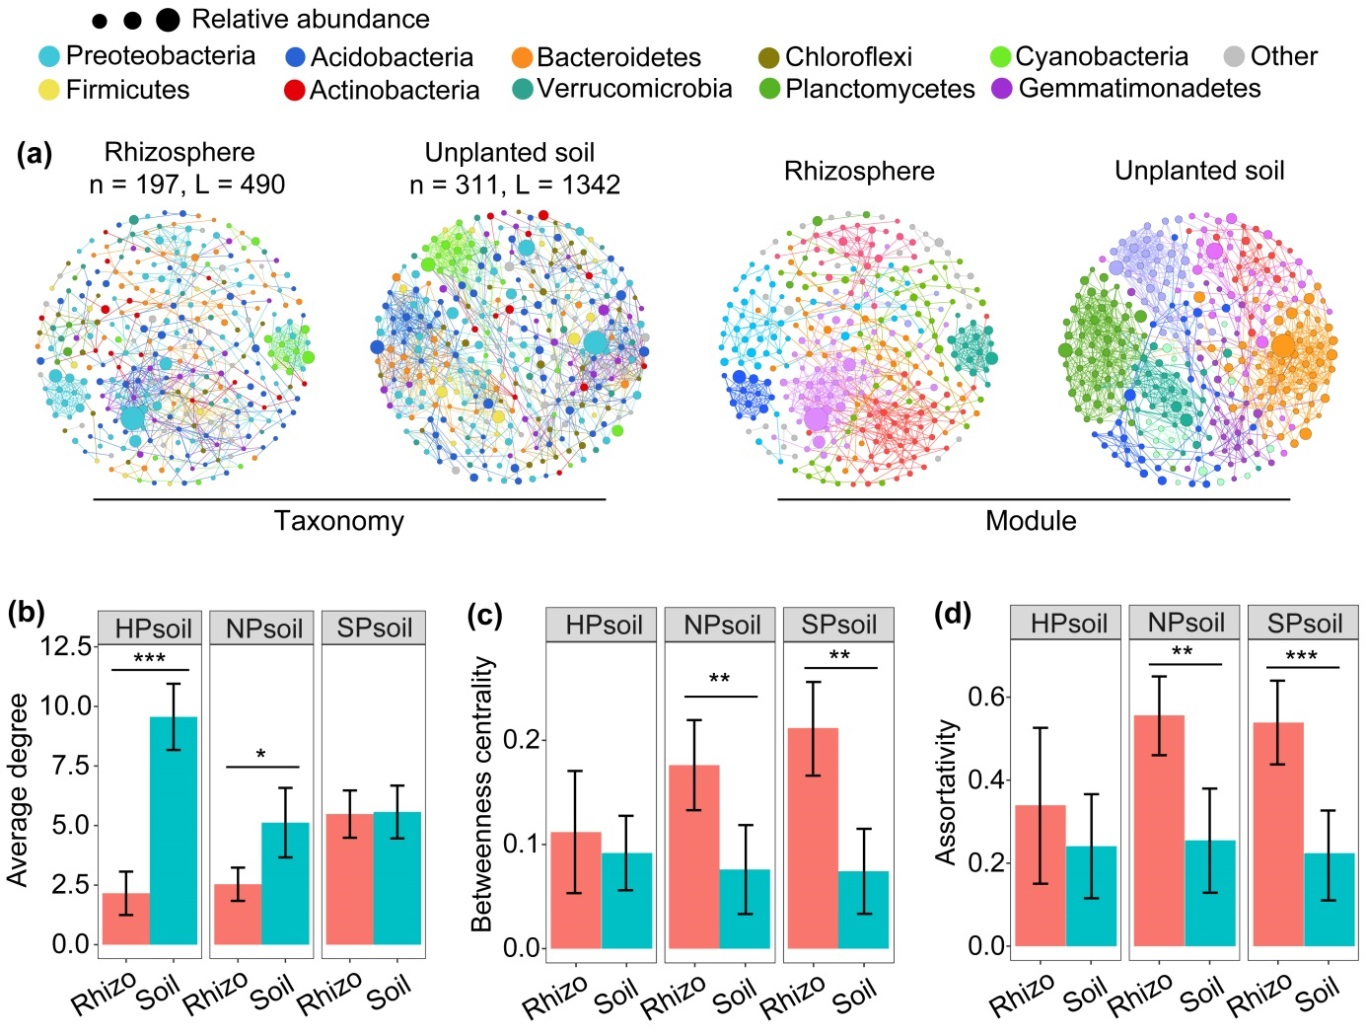 Relative abundance
Preoteobacteria Acidobacteria Bacteroidetes Chloroflexi Cyanobacteria Other
Firmicutes Actinobacteria Verrucomicrobia Planctomycetes Gemmatimonadetes
(a)
Rhizosphere Unplanted soil Rhizosphere Unplanted soil
n = 197, L = 490 n = 311, L = 1342
Taxonomy Module
(b)
HPsoil NPsoil SPsoil
Average degree
12.5
10.0
7.5
5.0
2.5
0.0
***
*
Rhizo Soil Rhizo Soil Rhizo Soil
(c)
HPsoil NPsoil SPsoil
Betweenness centrality
0.2
0.1
0.0
**
**
Rhizo Soil Rhizo Soil Rhizo Soil
(d)
HPsoil NPsoil SPsoil
Assortativity
0.6
0.4
0.2
0.0
**
***
Rhizo Soil Rhizo Soil Rhizo Soil